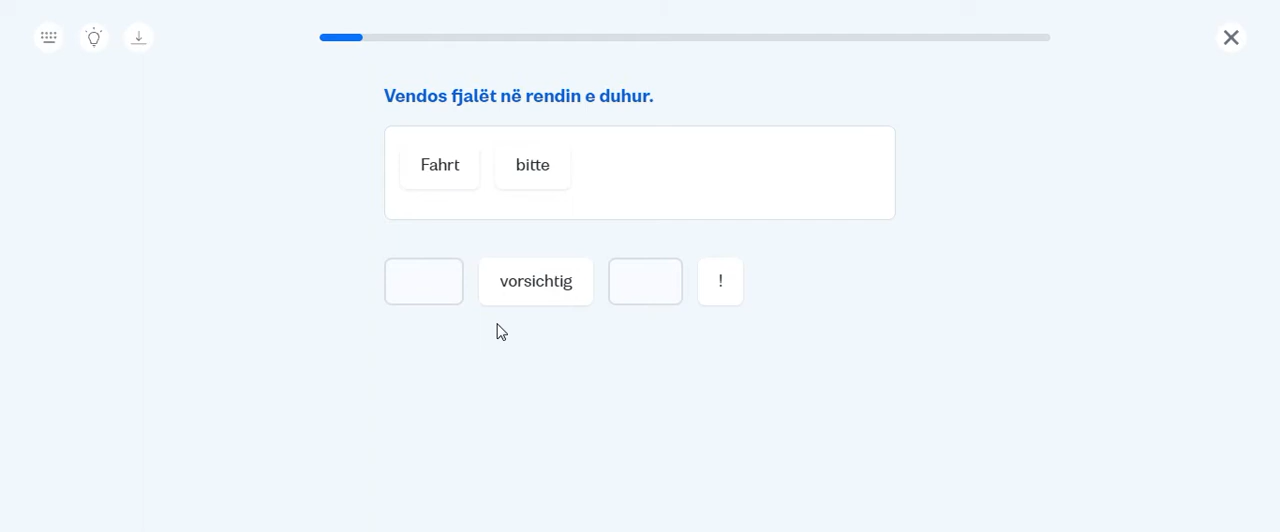 Vendos fjalët në rendin e duhur.
Fahrt bitte
vorsichtig !